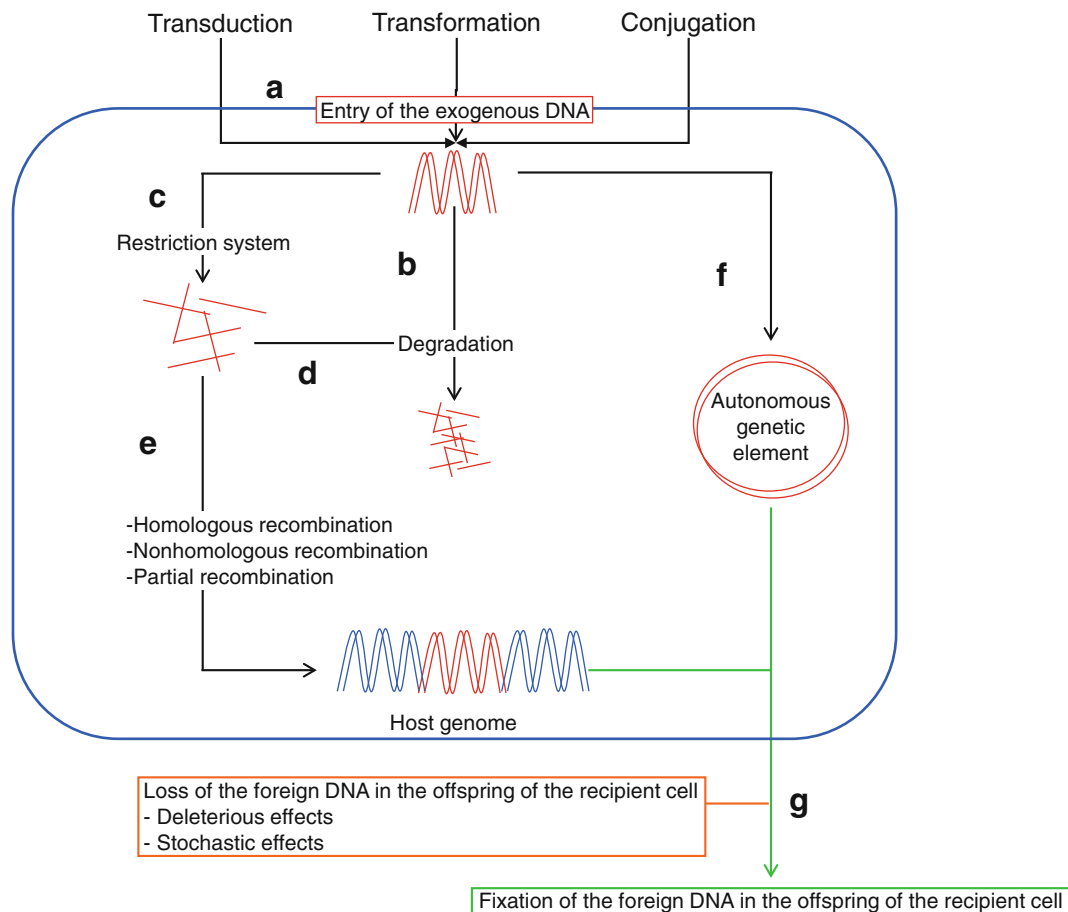 Transduction
Transformation
Conjugation
a
Entry of the exogenous DNA
c
Restriction system
b
f
Degradation
d
Autonomous
genetic
element
e
-Homologous recombination
-Nonhomologous recombination
-Partial recombination
Host genome
Loss of the foreign DNA in the offspring of the recipient cell
- Deleterious effects
- Stochastic effects
g
Fixation of the foreign DNA in the offspring of the recipient cell